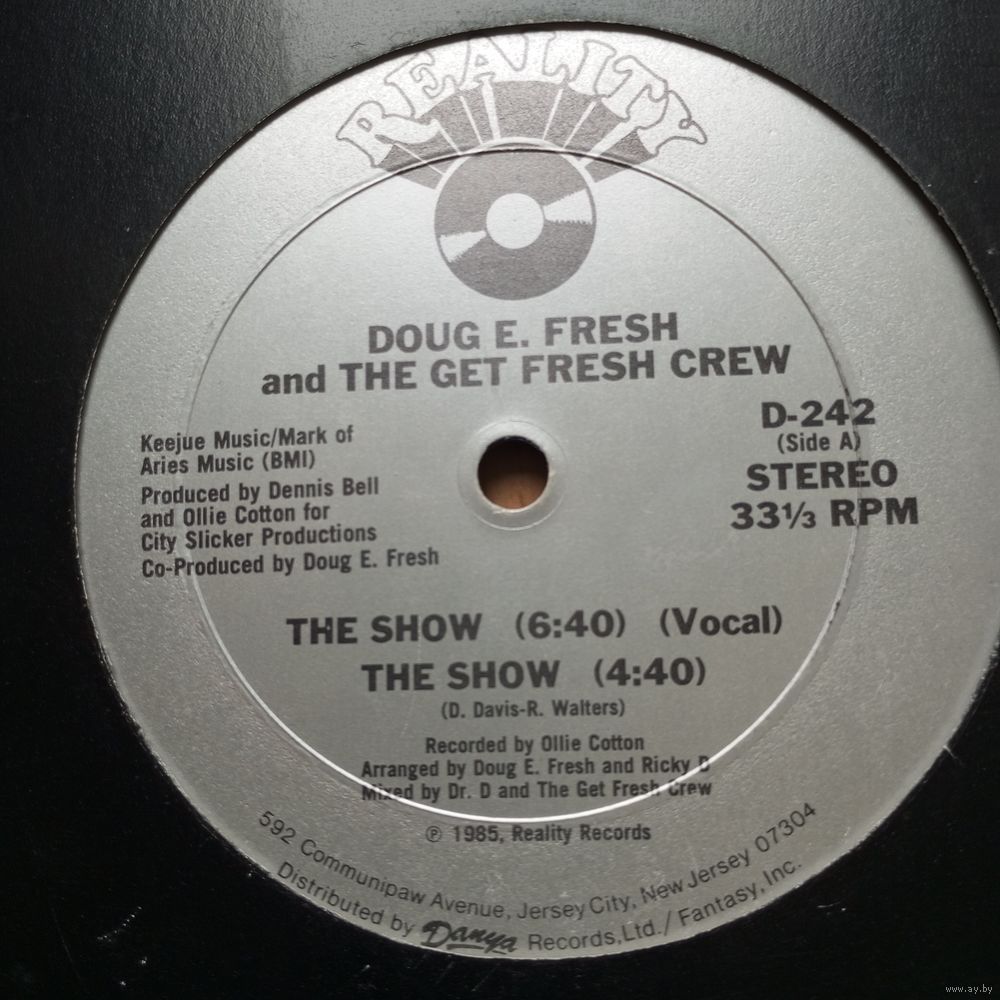 REALITY
DOUG E. FRESH
and THE GET FRESH CREW
Keejue Music/Mark of
Aries Music (BMI)
Produced by Dennis Bell
and Ollie Cotton for
City Slicker Productions
Co-Produced by Doug E. Fresh
D-242
(Side A)
STEREO
33⅓ RPM
THE SHOW (6:40) (Vocal)
THE SHOW (4:40)
(D. Davis-R. Walters)
Recorded by Ollie Cotton
Arranged by Doug E. Fresh and Ricky D
Mixed by Dr. D and The Get Fresh Crew
℗ 1985, Reality Records
592 Communipaw Avenue, Jersey City, New Jersey 07304
Distributed by Danya Records, Ltd./ Fantasy, Inc.
www.ay.by